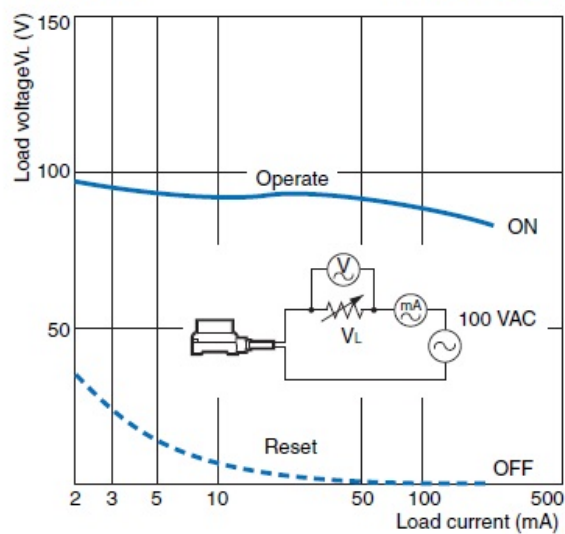 Load voltage VL (V)
150
100
Operate
ON
V
mA
VL
100 VAC
50
Reset
OFF
2 3 5 10 50 100 500
Load current (mA)